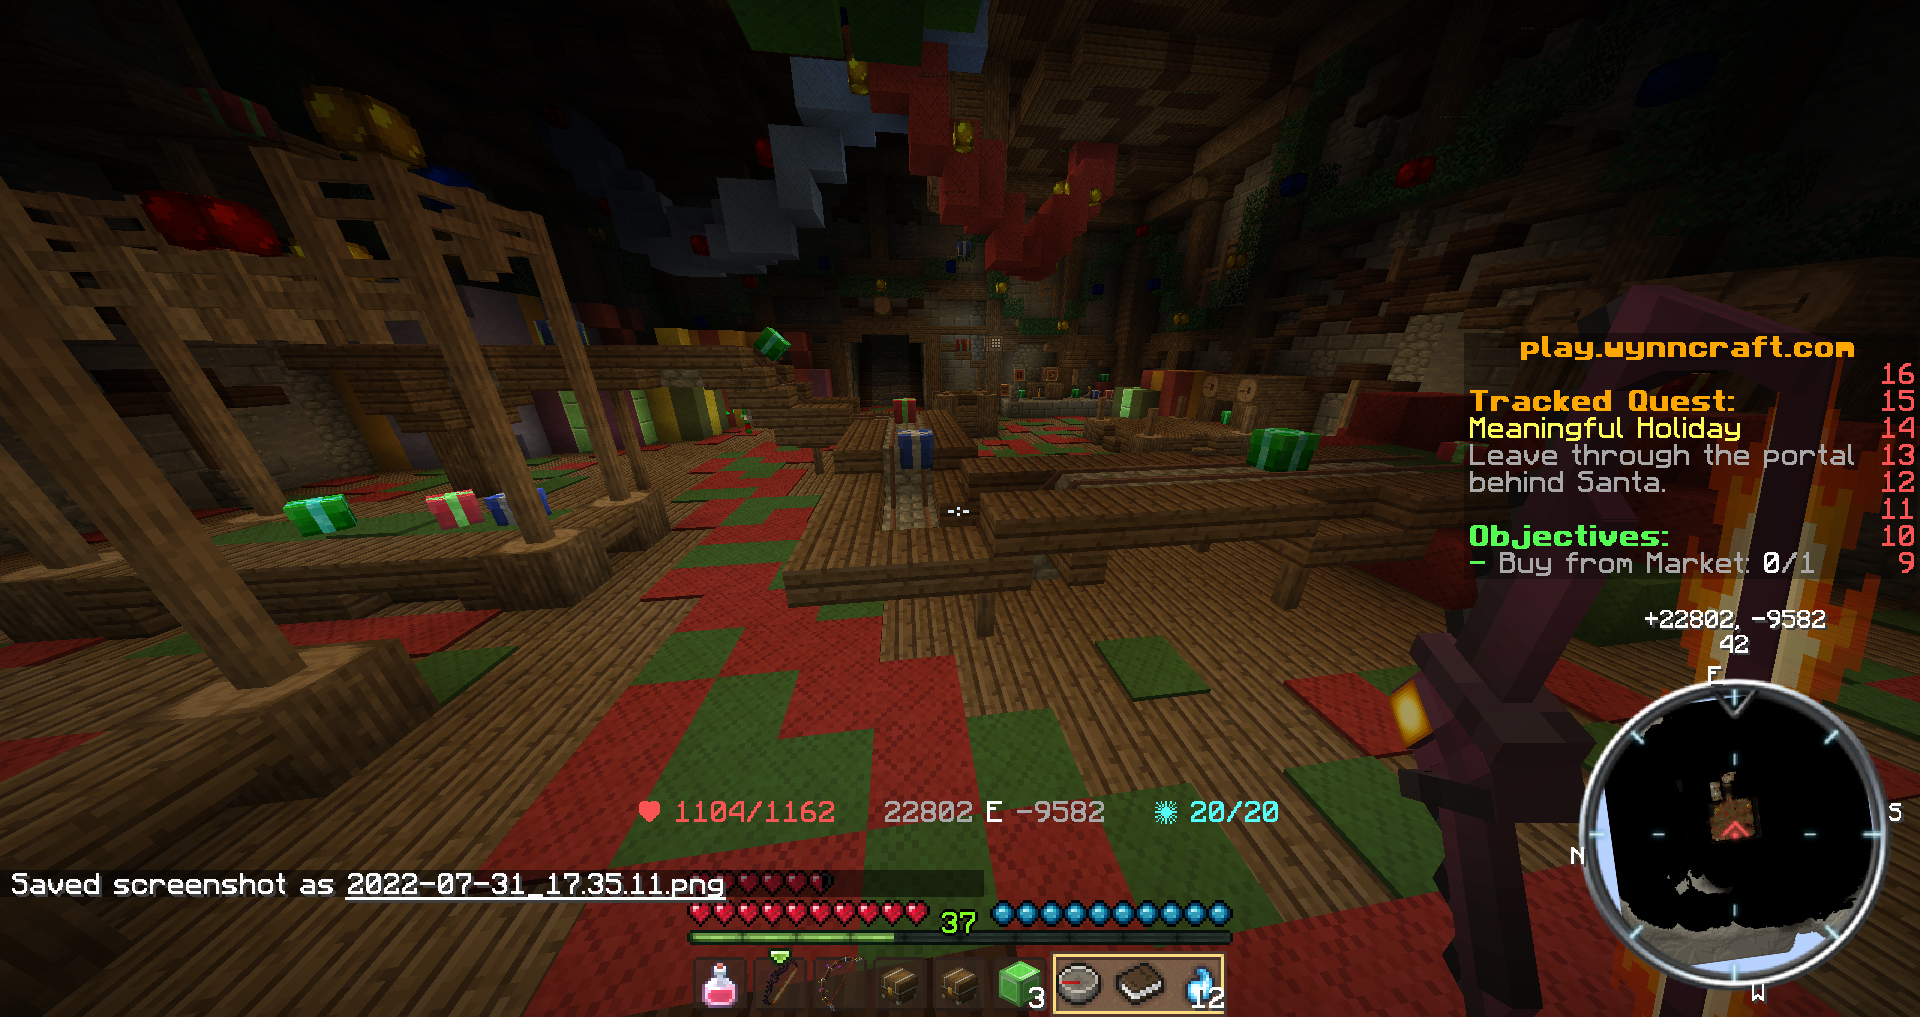 play.wynncraft.com
16
Tracked Quest: 15
Meaningful Holiday 14
Leave through the portal 13
behind Santa. 12
11
Objectives: 10
- Buy from Market: 0/1 9
+22802, -9582
42
E
S
N
W
1104/1162 22802 E -9582 20/20
Saved screenshot as 2022-07-31_17.35.11.png
37
3
12